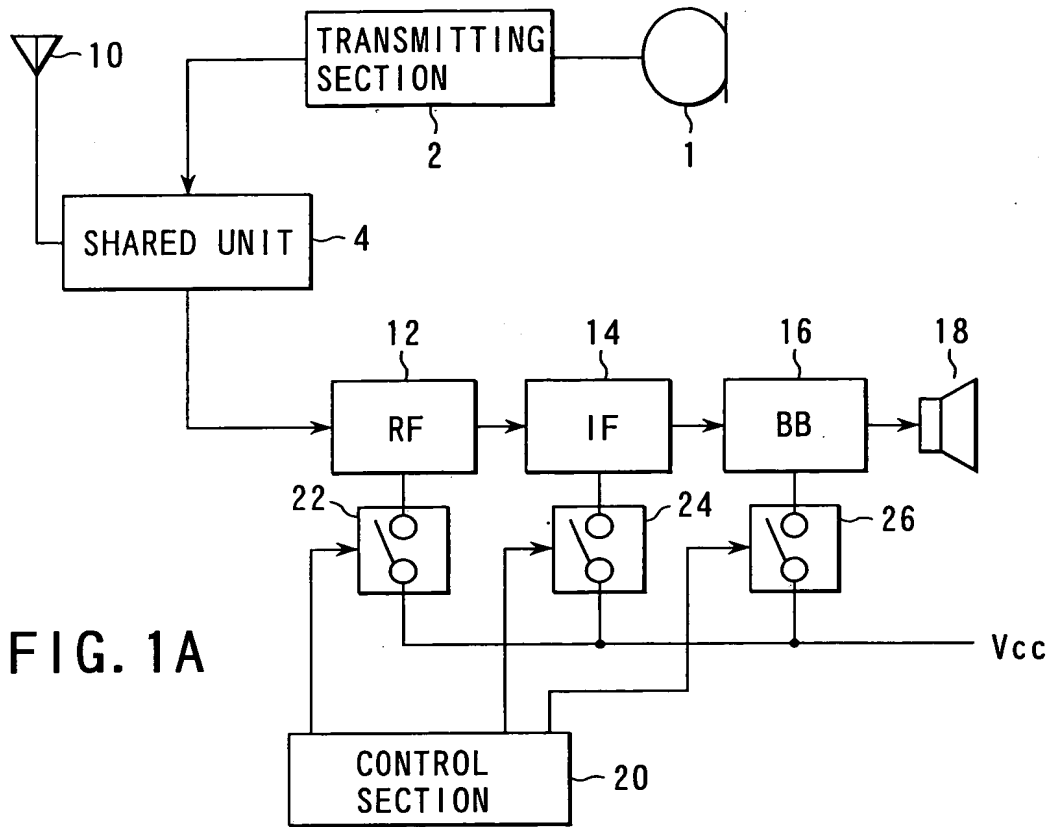 10
TRANSMITTING
SECTION
2
1
SHARED UNIT
4
12
14
16
18
RF
IF
BB
22
24
26
FIG. 1A
Vcc
CONTROL
SECTION
20